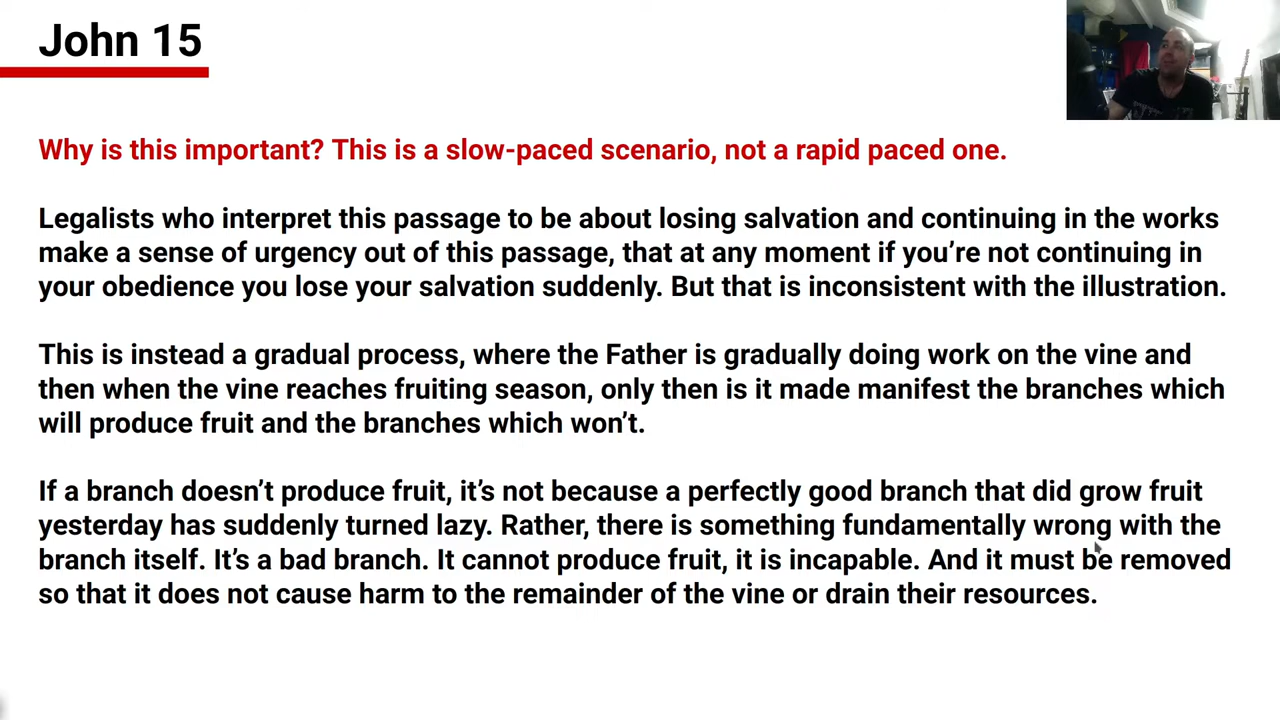 John 15
Why is this important? This is a slow-paced scenario, not a rapid paced one.
Legalists who interpret this passage to be about losing salvation and continuing in the works
make a sense of urgency out of this passage, that at any moment if you’re not continuing in
your obedience you lose your salvation suddenly. But that is inconsistent with the illustration.
This is instead a gradual process, where the Father is gradually doing work on the vine and
then when the vine reaches fruiting season, only then is it made manifest the branches which
will produce fruit and the branches which won’t.
If a branch doesn’t produce fruit, it’s not because a perfectly good branch that did grow fruit
yesterday has suddenly turned lazy. Rather, there is something fundamentally wrong with the
branch itself. It’s a bad branch. It cannot produce fruit, it is incapable. And it must be removed
so that it does not cause harm to the remainder of the vine or drain their resources.